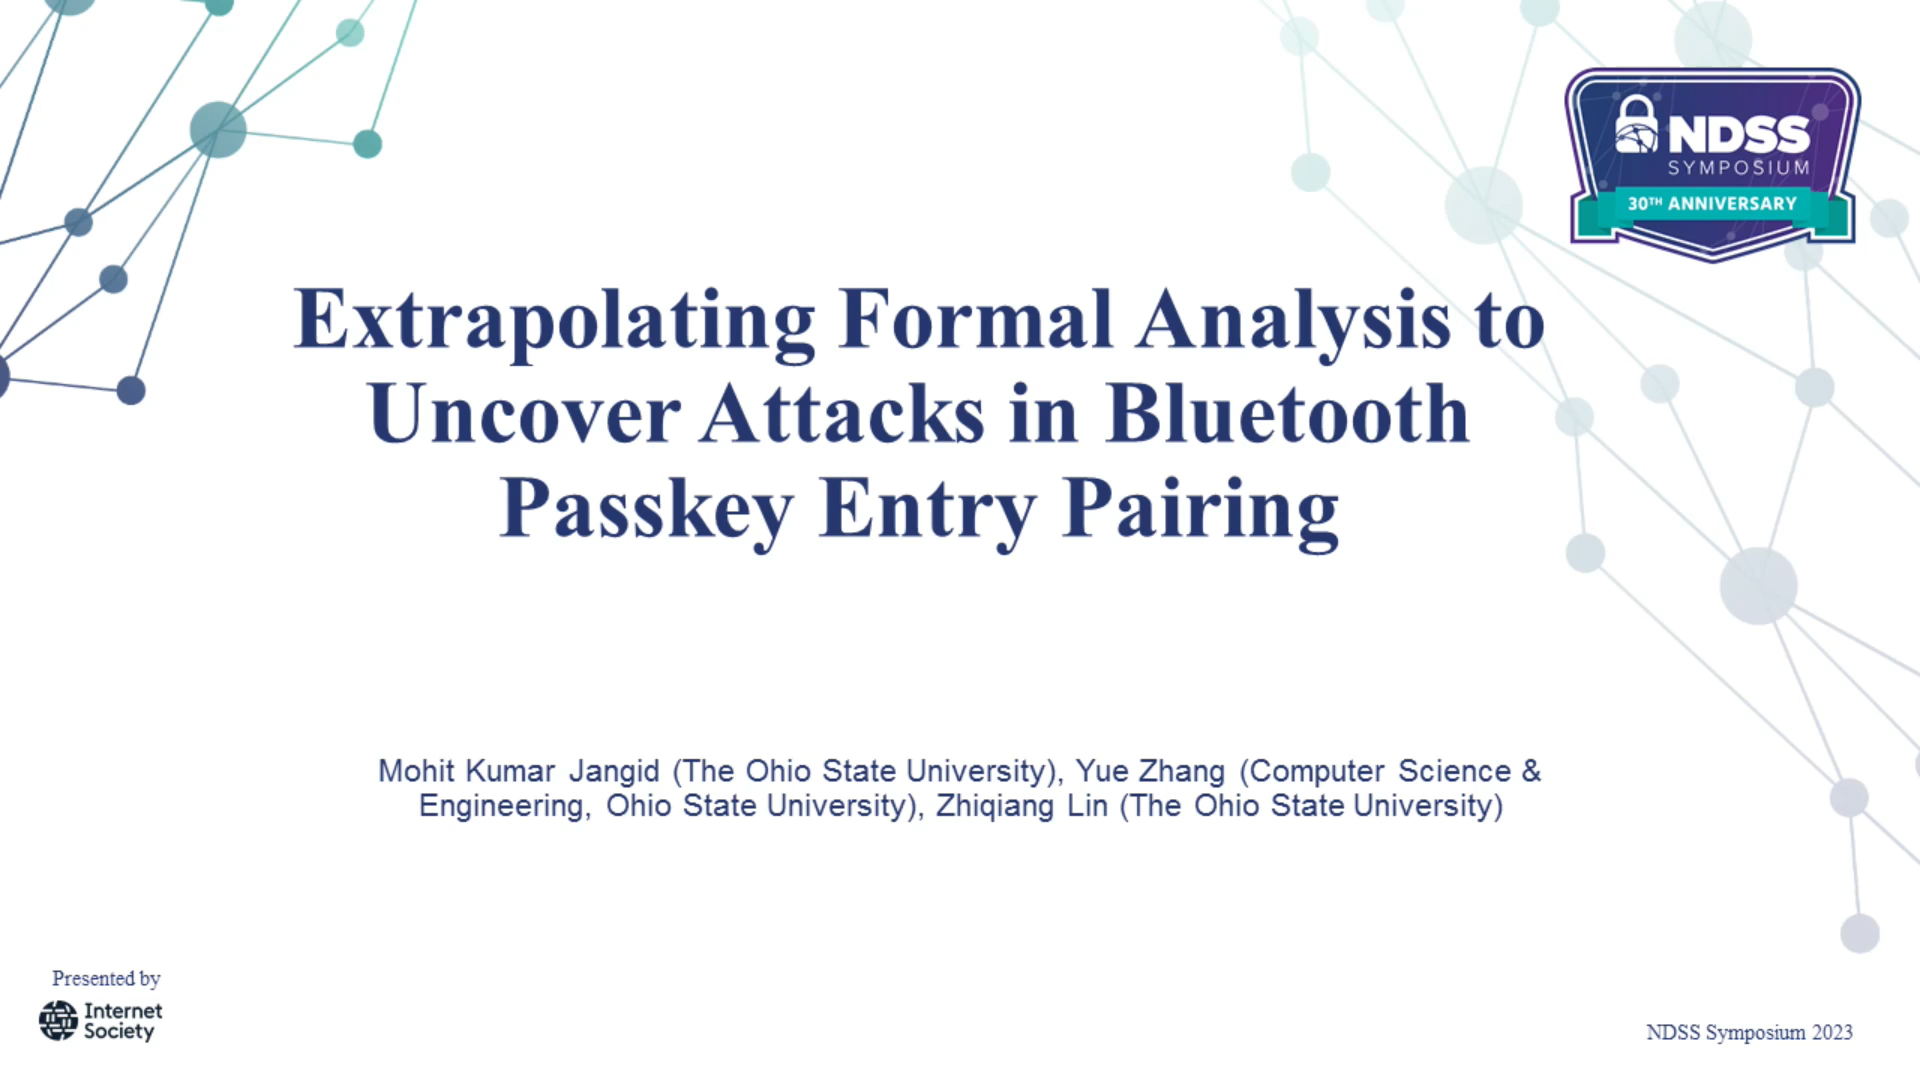 NDSS
SYMPOSIUM
30TH ANNIVERSARY
Extrapolating Formal Analysis to
Uncover Attacks in Bluetooth
Passkey Entry Pairing
Mohit Kumar Jangid (The Ohio State University), Yue Zhang (Computer Science &
Engineering, Ohio State University), Zhiqiang Lin (The Ohio State University)
Presented by
Internet
Society
NDSS Symposium 2023